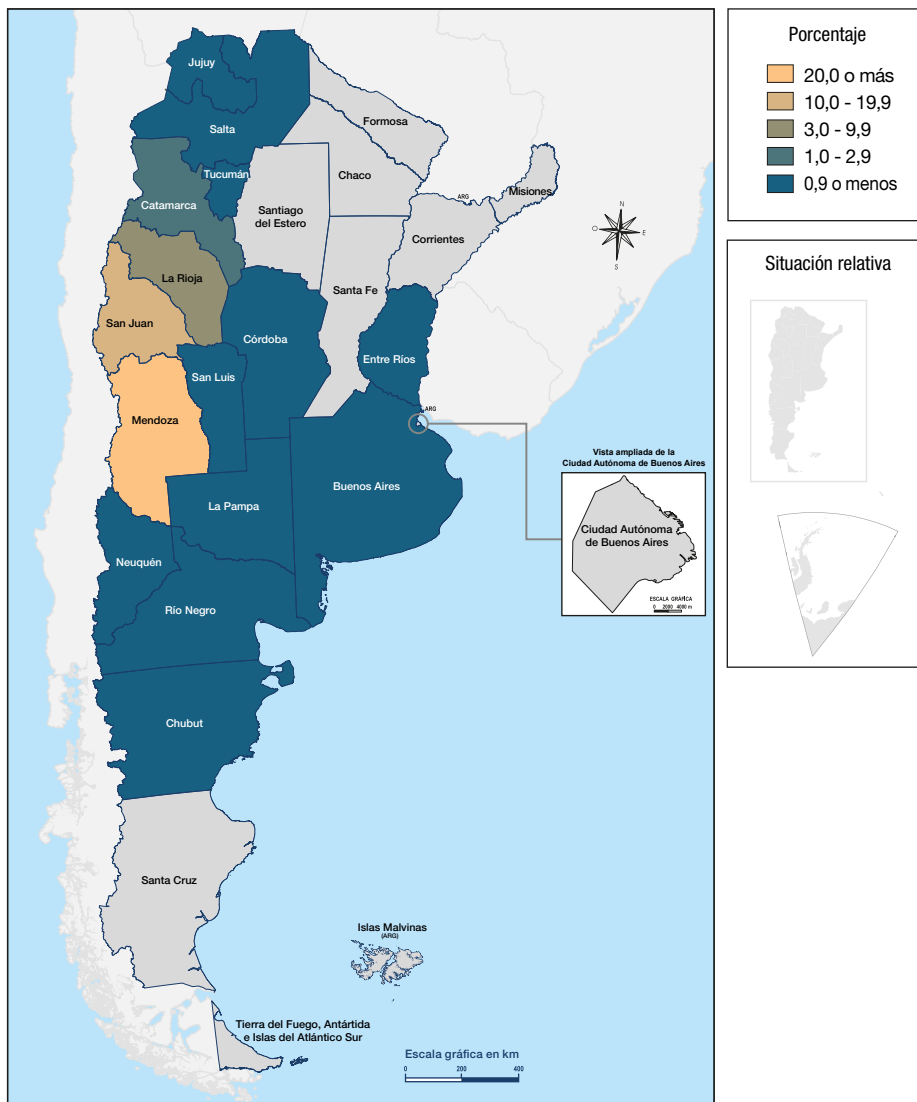 Jujuy
Salta
Formosa
Chaco
Tucumán
Catamarca
Santiago
del Estero
ARG
Misiones
Corrientes
N
O
E
S
La Rioja
Santa Fe
San Juan
Córdoba
Entre Ríos
San Luis
Mendoza
ARG
Buenos Aires
La Pampa
Neuquén
Río Negro
Chubut
Santa Cruz
Islas Malvinas
(ARG)
Tierra del Fuego, Antártida
e Islas del Atlántico Sur
Escala gráfica en km
0 200 400
Vista ampliada de la
Ciudad Autónoma de Buenos Aires
Ciudad Autónoma
de Buenos Aires
ESCALA GRÁFICA
0 2000 4000 m
Porcentaje
20,0 o más
10,0 - 19,9
3,0 - 9,9
1,0 - 2,9
0,9 o menos
Situación relativa